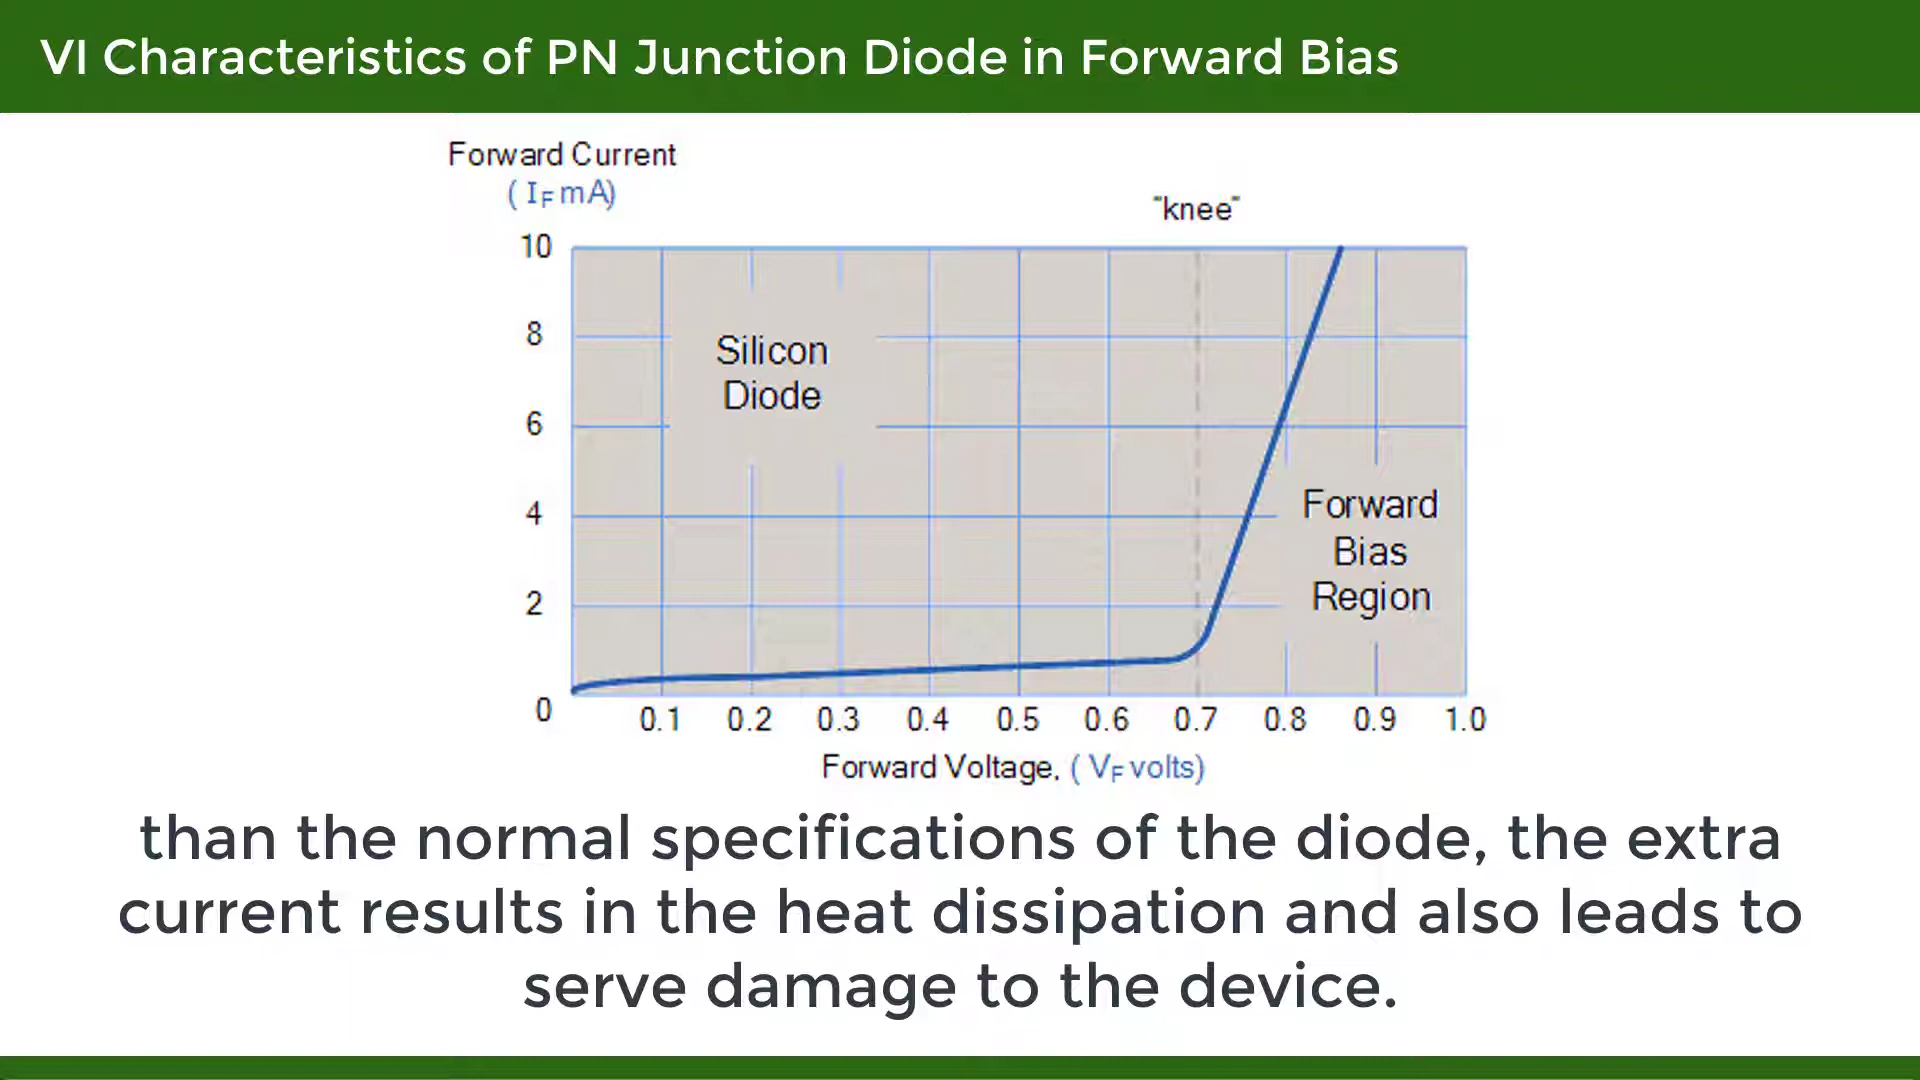 VI Characteristics of PN Junction Diode in Forward Bias
Forward Current
( IF mA)
"knee"
10
8
6
4
2
0
Silicon
Diode
Forward
Bias
Region
0.1 0.2 0.3 0.4 0.5 0.6 0.7 0.8 0.9 1.0
Forward Voltage, ( VF volts)
than the normal specifications of the diode, the extra
current results in the heat dissipation and also leads to
serve damage to the device.